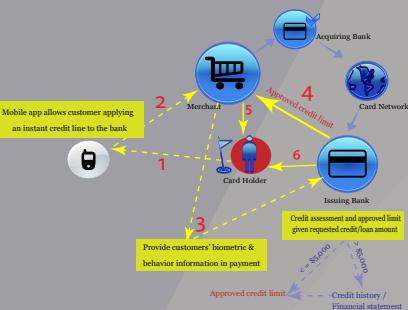 Acquiring Bank
Card Network
Merchant
2
4
Approved credit limit
5
Mobile app allows customer applying
an instant credit line to the bank
1
6
Card Holder
Issuing Bank
3
Credit assessment and approved limit
given requested credit/loan amount
Provide customers' biometric &
behavior information in payment
<= $5,000
> $5,000
Approved credit limit
Credit history /
Financial statement